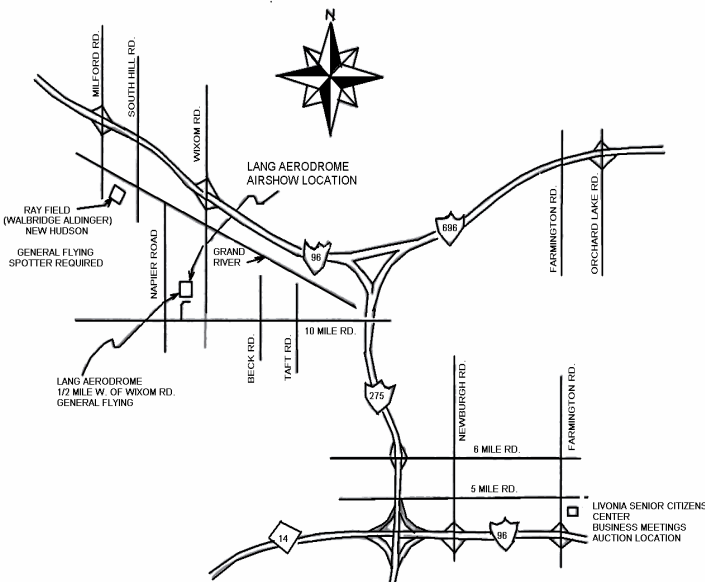 N
MILFORD RD.
SOUTH HILL RD.
WIXOM RD.
LANG AERODROME
AIRSHOW LOCATION
RAY FIELD
(WALBRIDGE ALDINGER)
NEW HUDSON
GENERAL FLYING
SPOTTER REQUIRED
NAPIER ROAD
GRAND
RIVER
96
696
FARMINGTON RD.
ORCHARD LAKE RD.
10 MILE RD.
BECK RD.
TAFT RD.
LANG AERODROME
1/2 MILE W. OF WIXOM RD.
GENERAL FLYING
275
NEWBURGH RD.
FARMINGTON RD.
6 MILE RD.
5 MILE RD.
LIVONIA SENIOR CITIZENS
CENTER
BUSINESS MEETINGS
AUCTION LOCATION
14
96